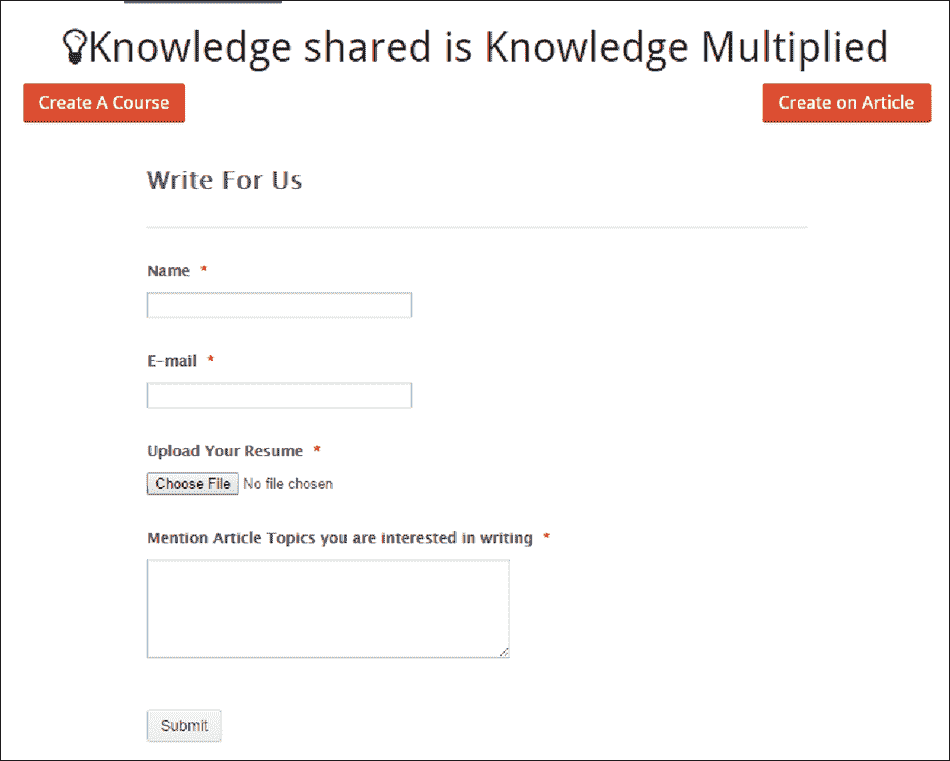 Knowledge shared is Knowledge Multiplied
Create A Course
Create on Article
Write For Us
Name *
E-mail *
Upload Your Resume *
Choose File No file chosen
Mention Article Topics you are interested in writing *
Submit